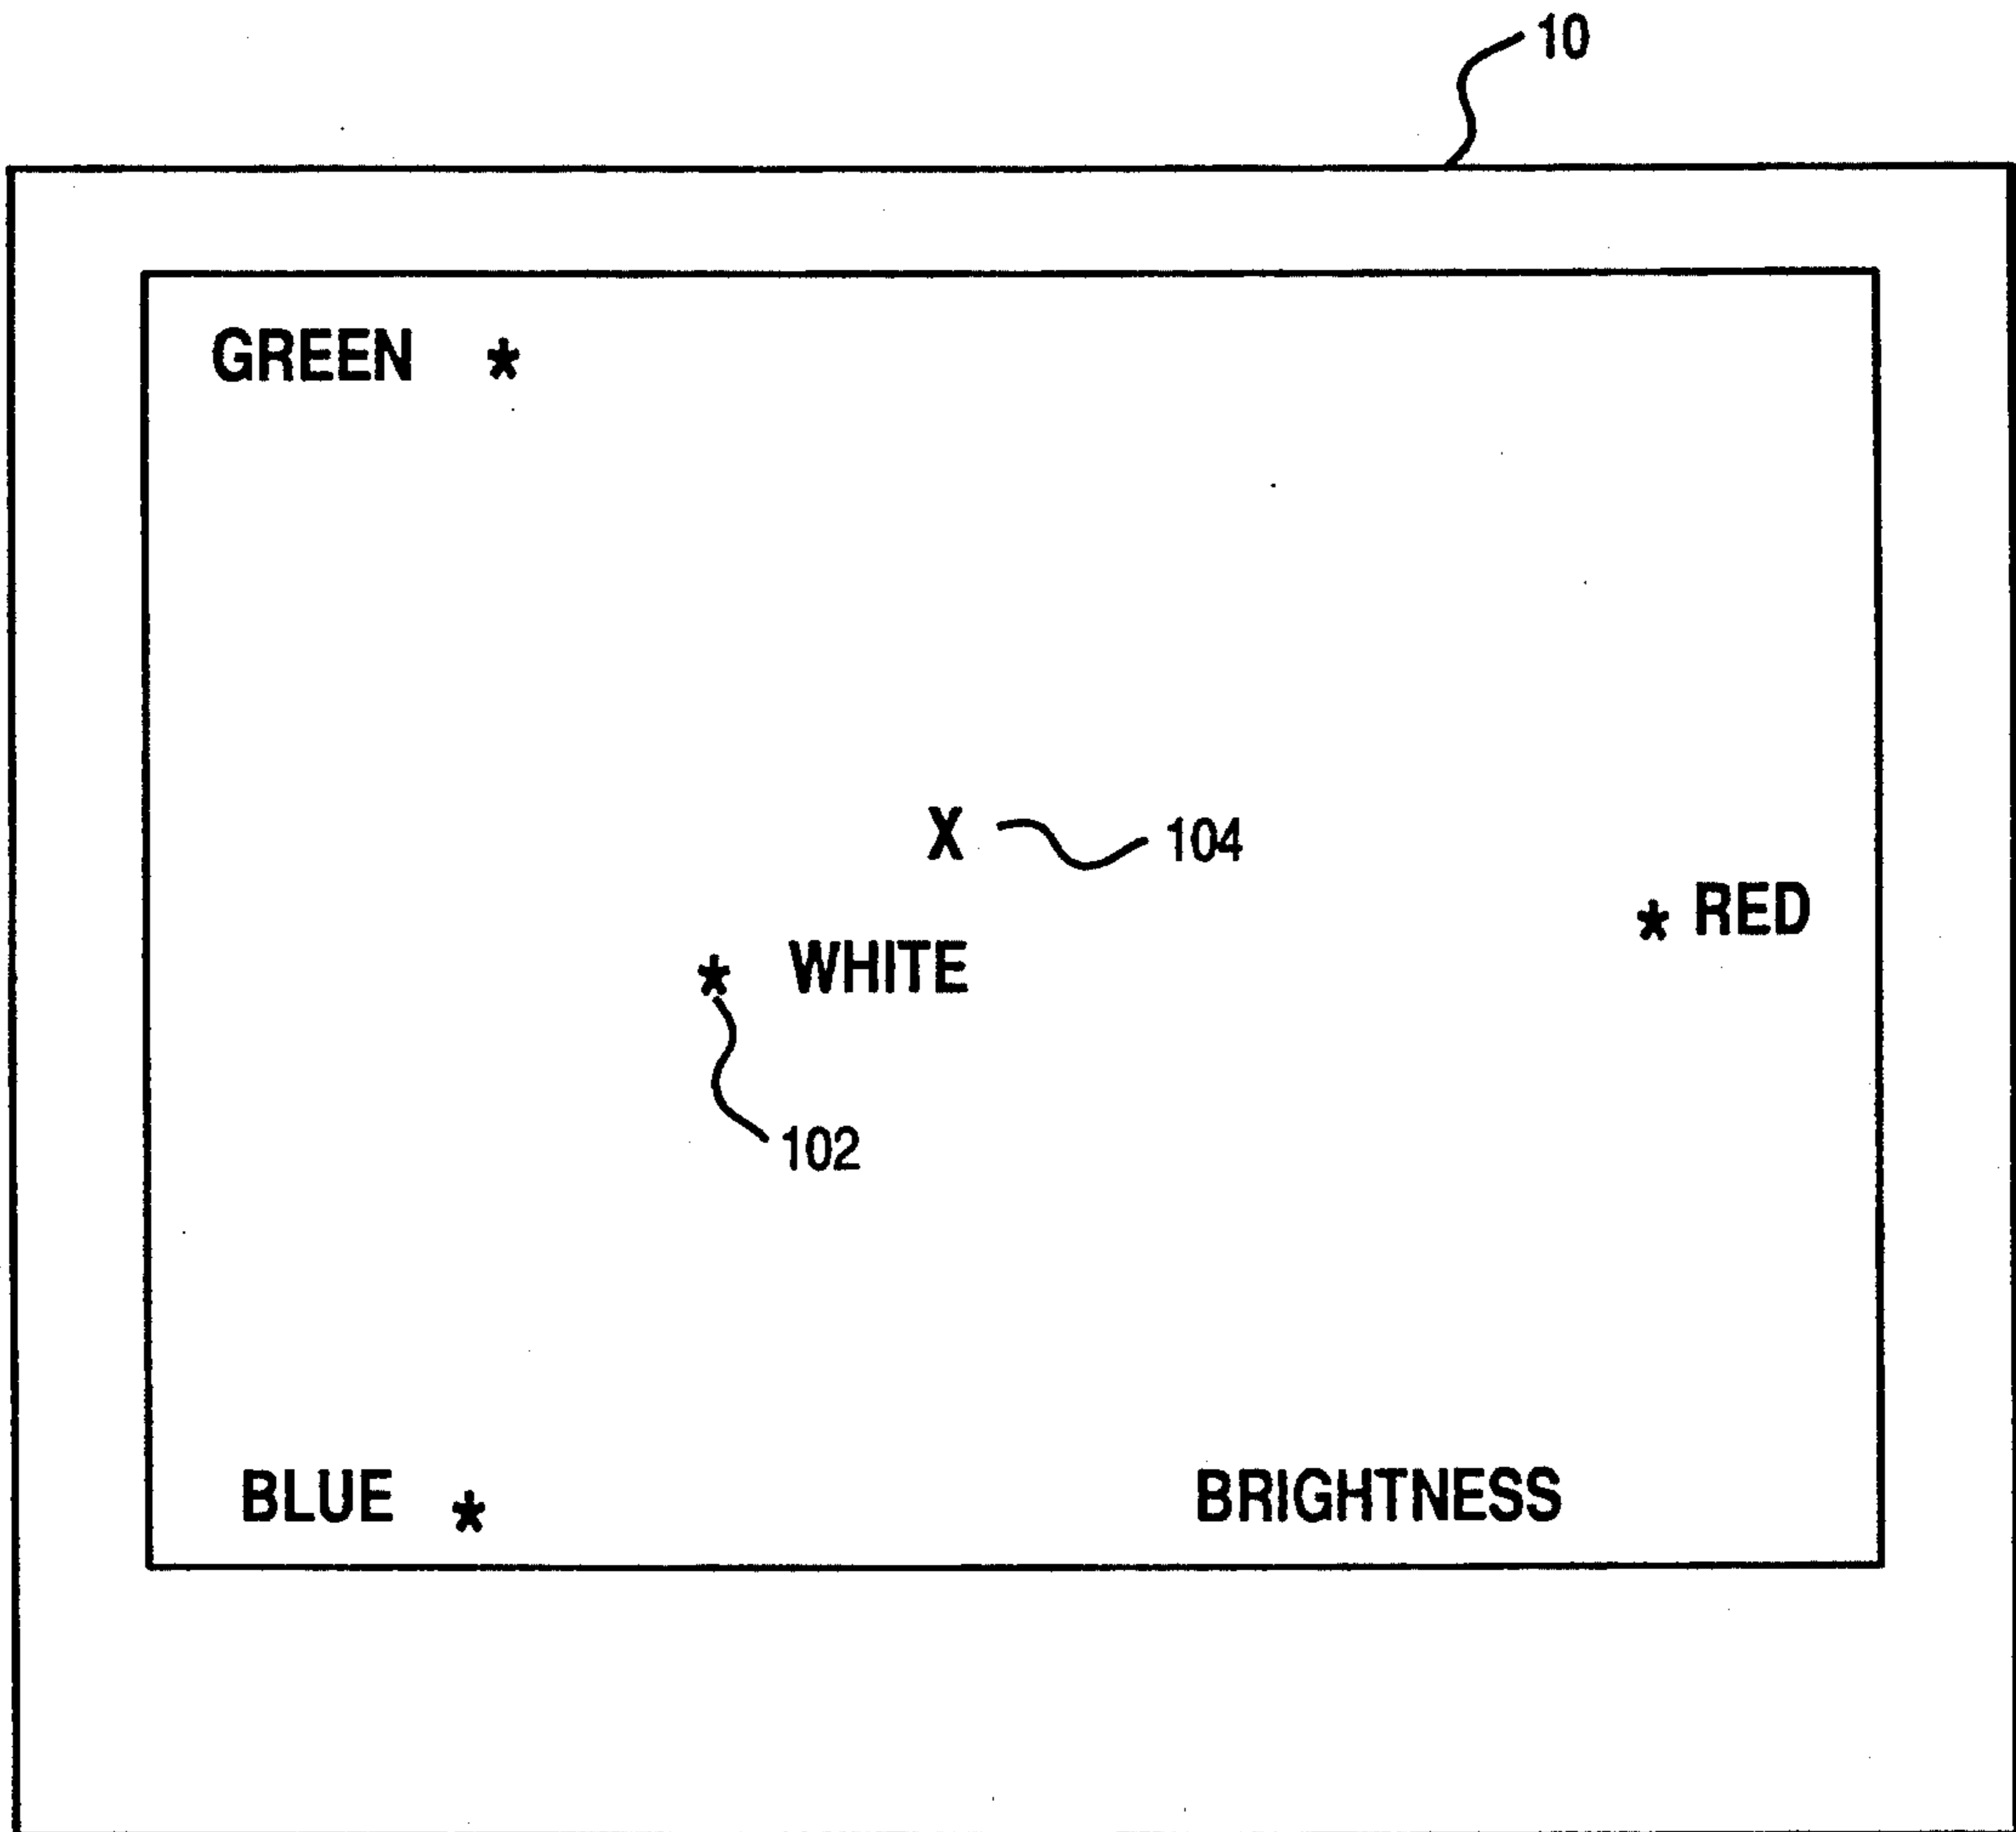 10
GREEN *
X 104
* RED
* WHITE
102
BLUE *
BRIGHTNESS